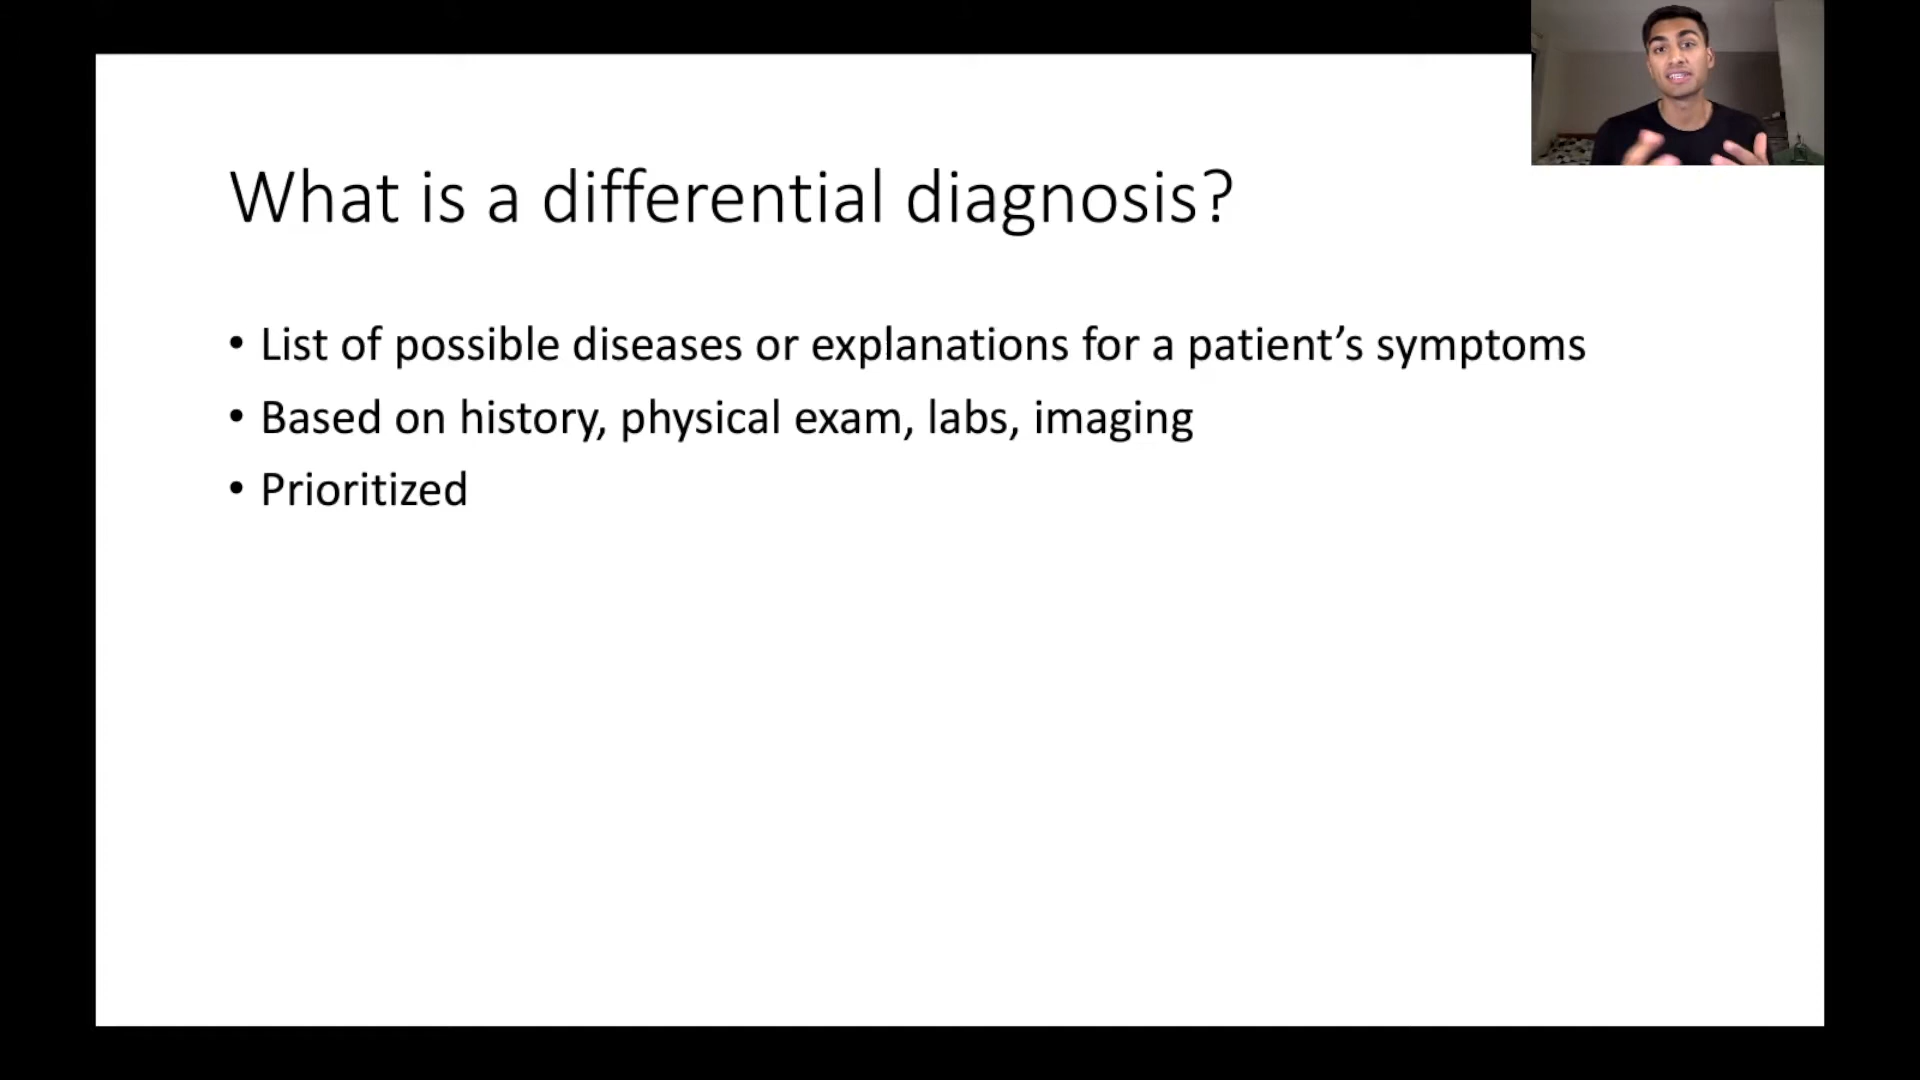 What is a differential diagnosis?
• List of possible diseases or explanations for a patient’s symptoms
• Based on history, physical exam, labs, imaging
• Prioritized